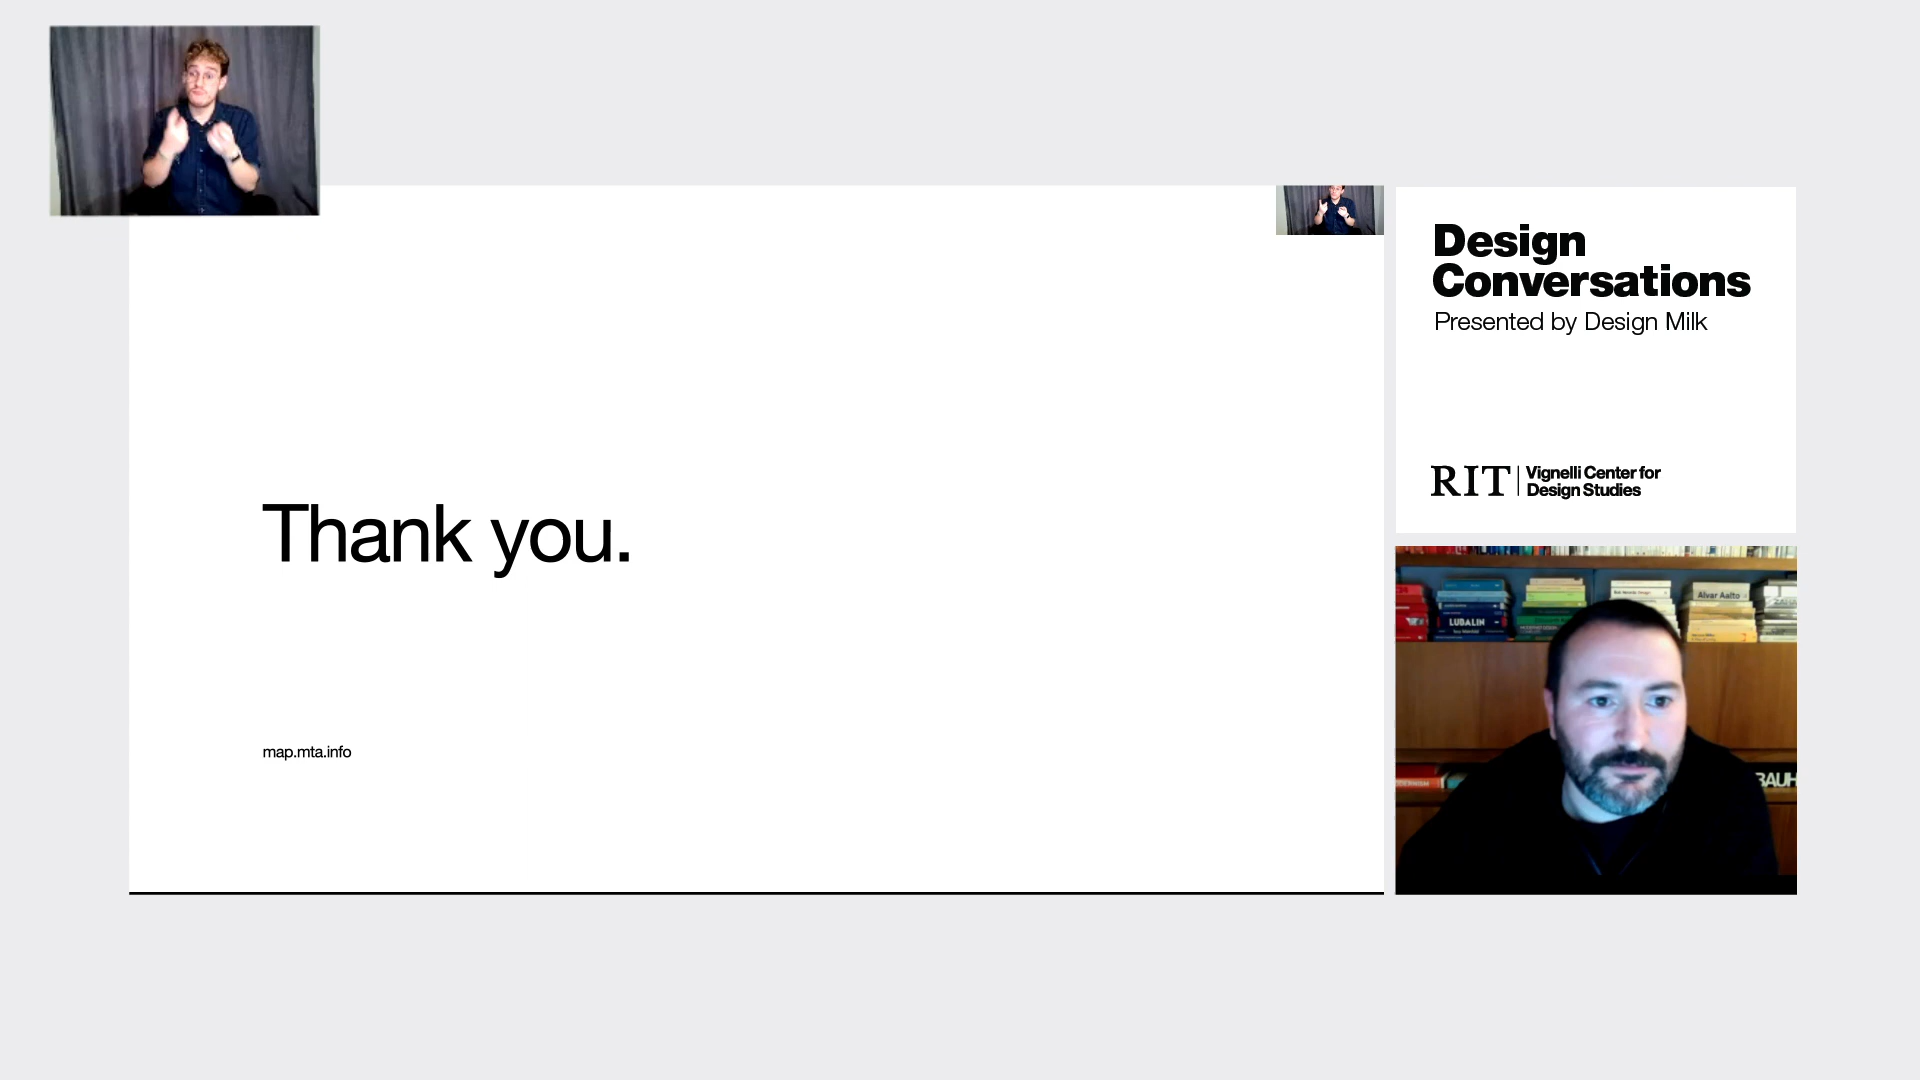 Thank you.
map.mta.info
Design
Conversations
Presented by Design Milk
RIT
Vignelli Center for
Design Studies
LUBALIN
Alvar Aalto
BAUH